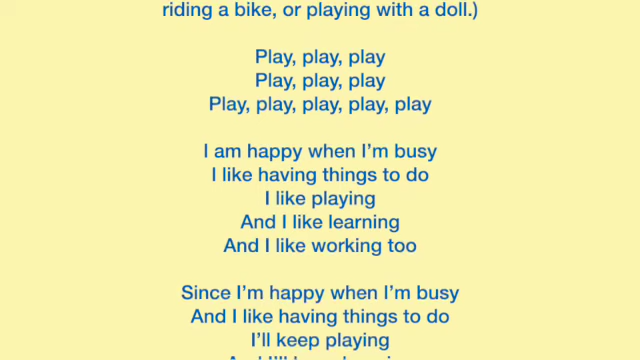 riding a bike, or playing with a doll.)
Play, play, play
Play, play, play
Play, play, play, play, play
I am happy when I'm busy
I like having things to do
I like playing
And I like learning
And I like working too
Since I'm happy when I'm busy
And I like having things to do
I'll keep playing